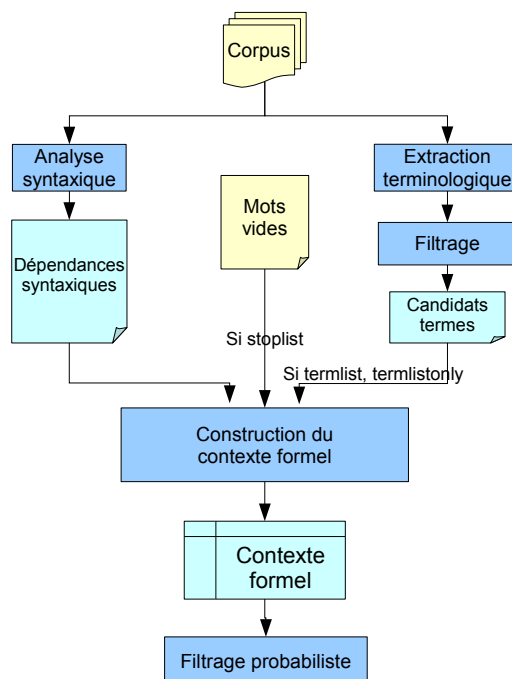 Corpus
Analyse
syntaxique
Extraction
terminologique
Mots
vides
Filtrage
Dépendances
syntaxiques
Candidats
termes
Si stoplist
Si termlist, termlistonly
Construction du
contexte formel
Contexte
formel
Filtrage probabiliste